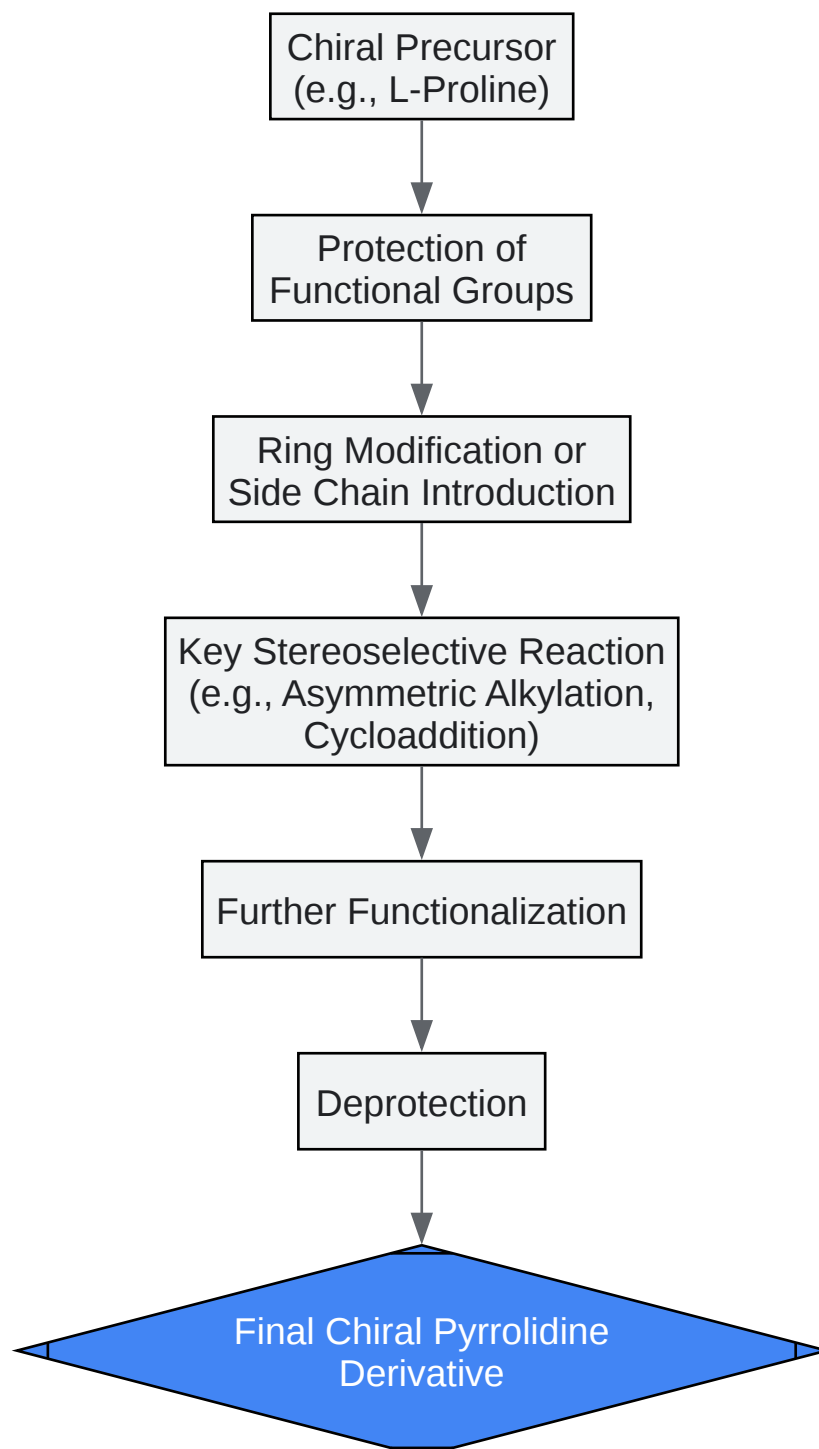 Chiral Precursor
(e.g., L-Proline)
Protection of
Functional Groups
Ring Modification or
Side Chain Introduction
Key Stereoselective Reaction
(e.g., Asymmetric Alkylation,
Cycloaddition)
Further Functionalization
Deprotection
Final Chiral Pyrrolidine
Derivative